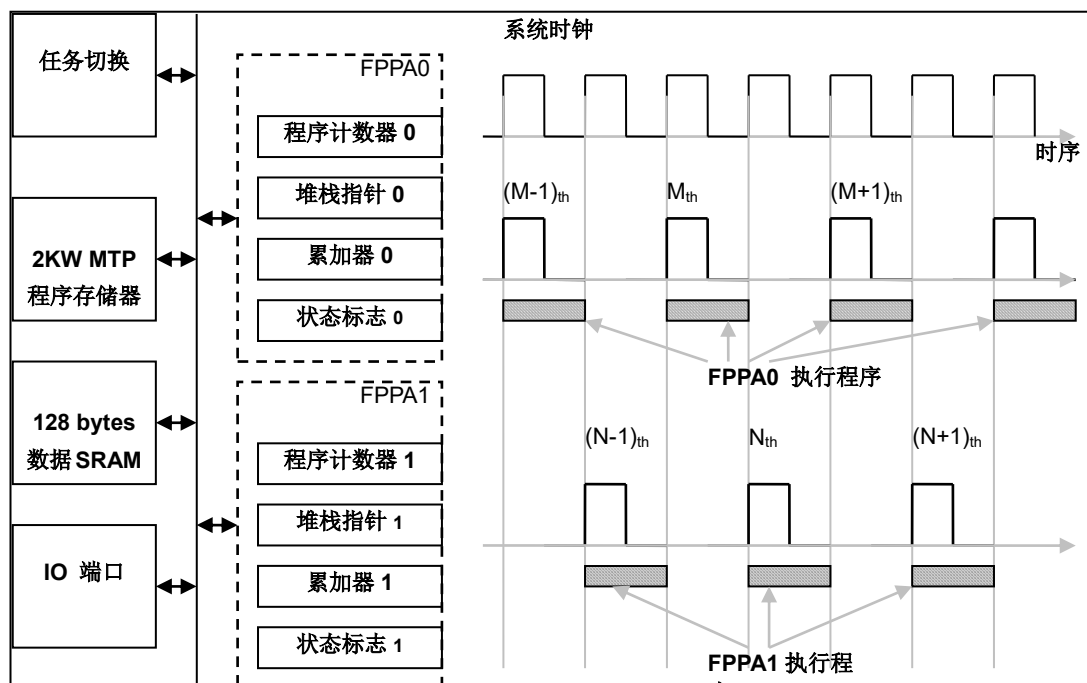 任务切换
2KW MTP
程序存储器
128 bytes
数据 SRAM
IO 端口
FPPA0
程序计数器 0
堆栈指针 0
累加器 0
状态标志 0
FPPA1
程序计数器 1
堆栈指针 1
累加器 1
状态标志 1
系统时钟
时序
(M-1)th
Mth
(M+1)th
FPPA0 执行程序
(N-1)th
Nth
(N+1)th
FPPA1 执行程